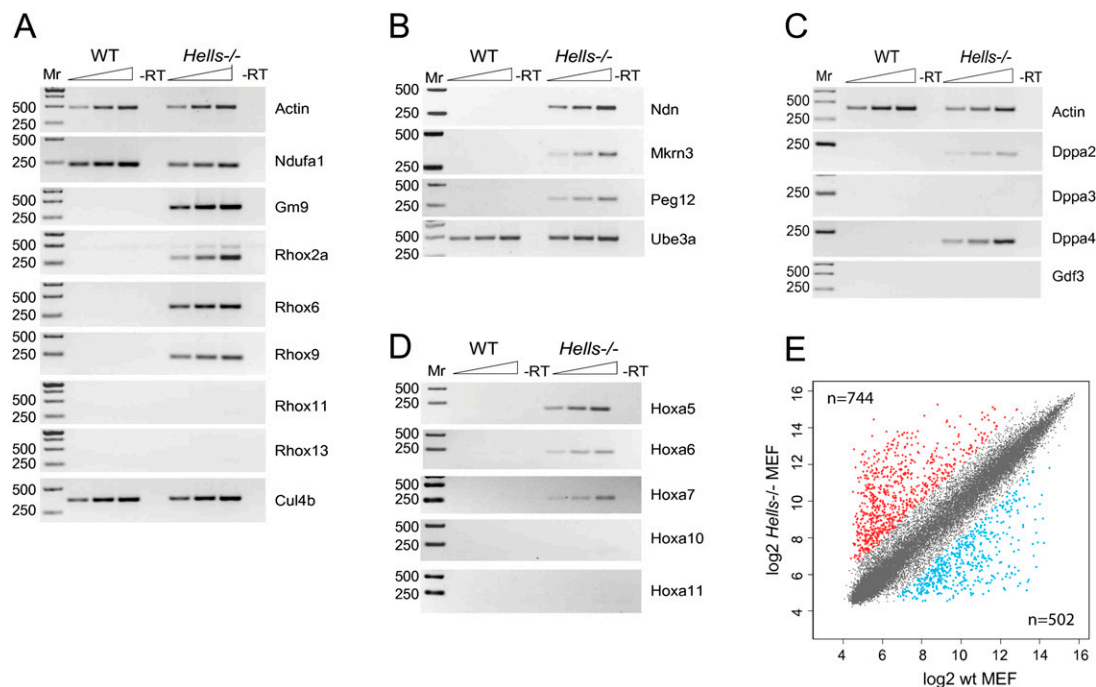 A
WT Hells-/-
Mr -RT -RT
500
250
Actin
500
250
Ndufa1
500
250
Gm9
500
250
Rhox2a
500
250
Rhox6
500
250
Rhox9
500
250
Rhox11
500
250
Rhox13
500
250
Cul4b
B
WT Hells-/-
Mr -RT -RT
500
250
Ndn
500
250
Mkrn3
500
250
Peg12
500
250
Ube3a
C
WT Hells-/-
Mr -RT -RT
500
250
Actin
250
Dppa2
250
Dppa3
250
Dppa4
500
250
Gdf3
D
WT Hells-/-
Mr -RT -RT
500
250
Hoxa5
500
250
Hoxa6
500
250
Hoxa7
500
250
Hoxa10
500
250
Hoxa11
E
n=744
16
14
12
10
8
6
4
log2 Hells-/- MEF
n=502
4 6 8 10 12 14 16
log2 wt MEF